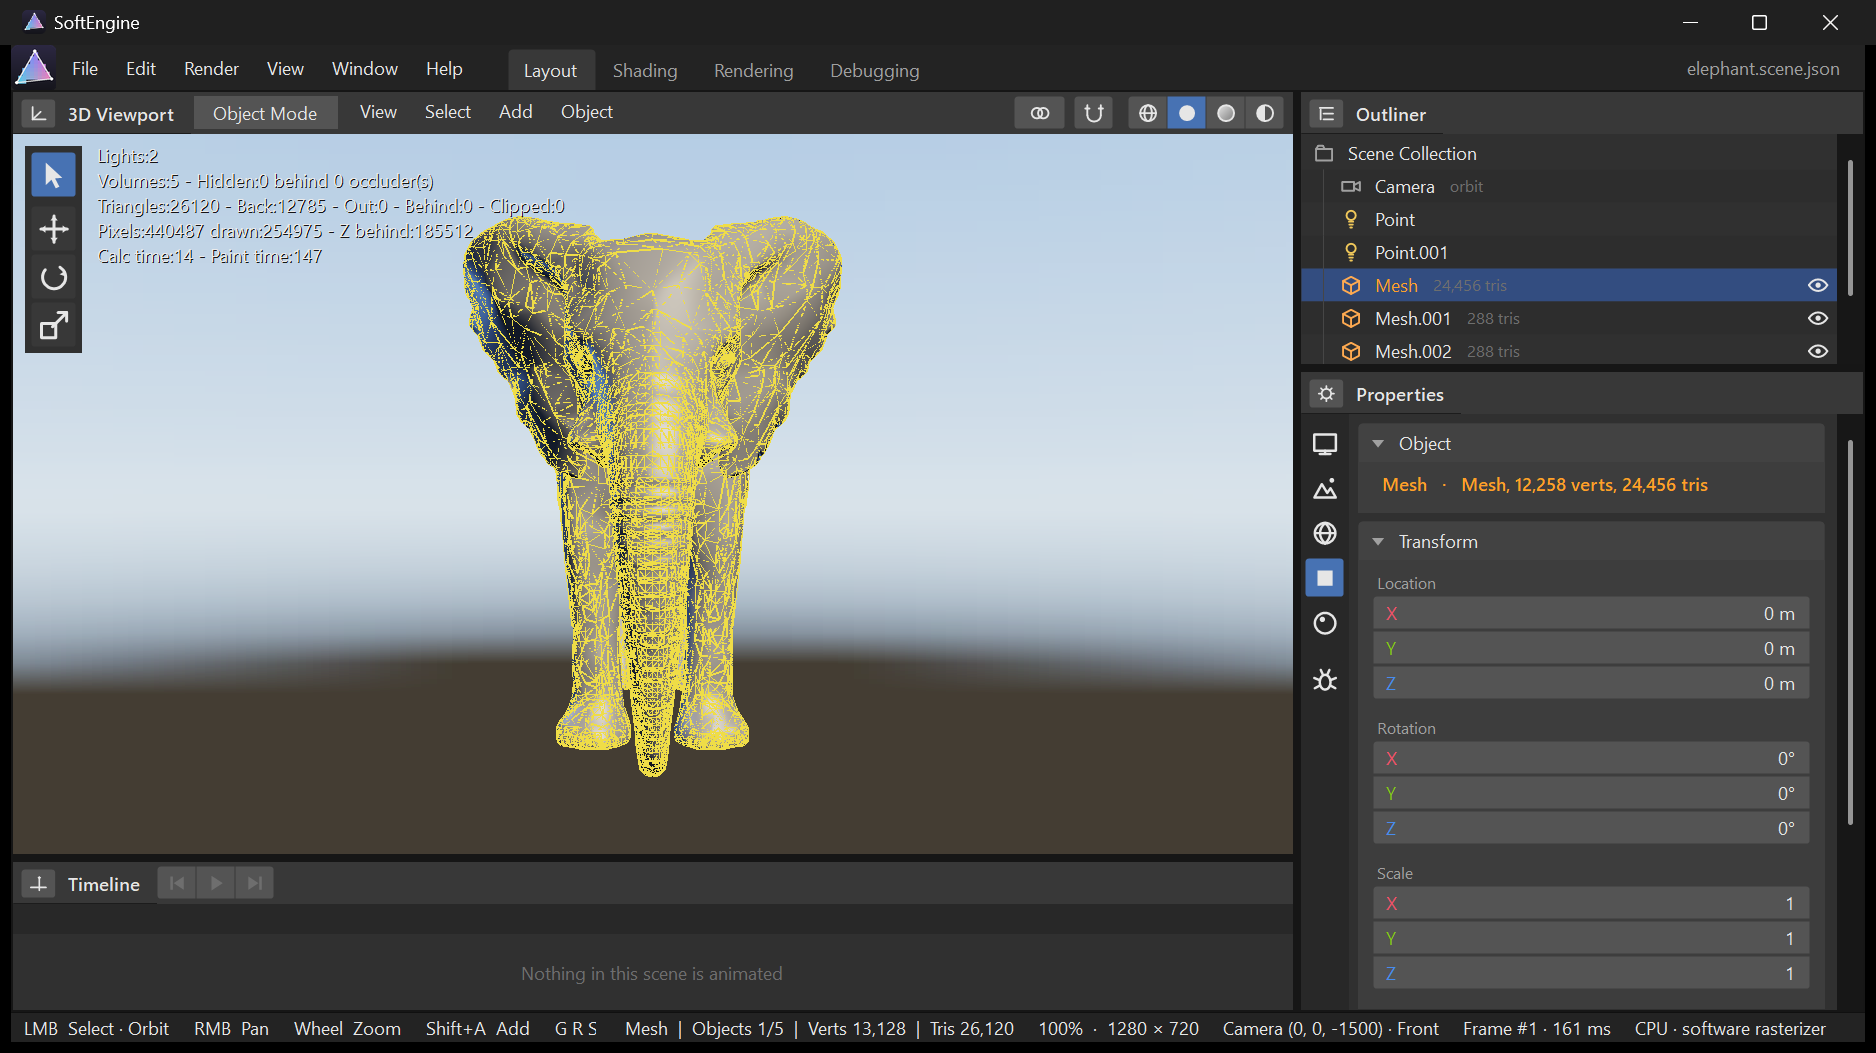 SoftEngine
File Edit Render View Window Help Layout Shading Rendering Debugging elephant.scene.json
3D Viewport Object Mode View Select Add Object
Lights:2
Volumes:5 - Hidden:0 behind 0 occluder(s)
Triangles:26120 - Back:12785 - Out:0 - Behind:0 - Clipped:0
Pixels:440487 drawn:254975 - Z behind:185512
Calc time:14 - Paint time:147
Outliner
Scene Collection
Camera orbit
Point
Point.001
Mesh 24,456 tris
Mesh.001 288 tris
Mesh.002 288 tris
Properties
Object
Mesh · Mesh, 12,258 verts, 24,456 tris
Transform
Location
X 0 m
Y 0 m
Z 0 m
Rotation
X 0°
Y 0°
Z 0°
Scale
X 1
Y 1
Z 1
Timeline
Nothing in this scene is animated
LMB Select · Orbit RMB Pan Wheel Zoom Shift+A Add G R S Mesh | Objects 1/5 | Verts 13,128 | Tris 26,120 100% · 1280 × 720 Camera (0, 0, -1500) · Front Frame #1 · 161 ms CPU · software rasterizer